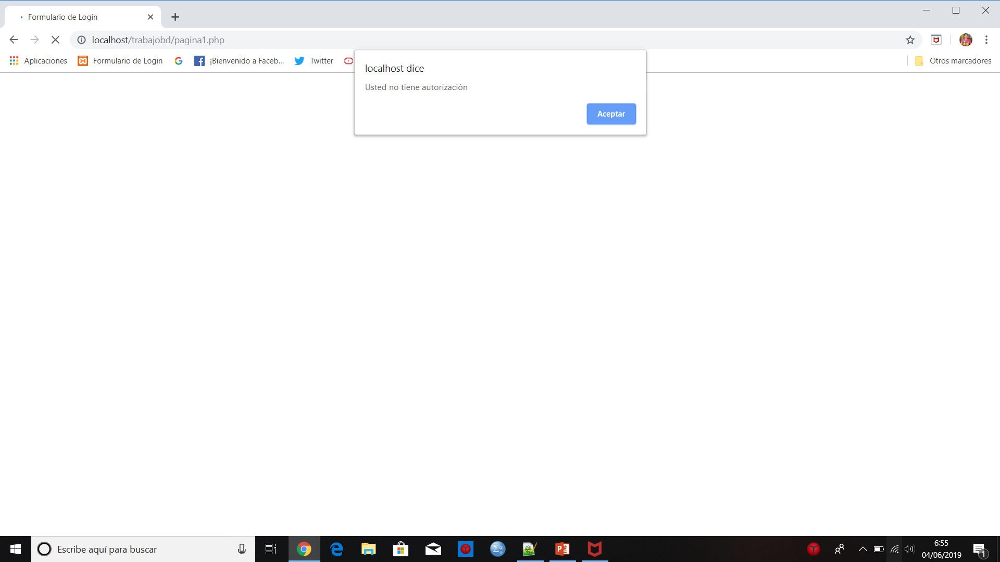 Formulario de Login
localhost/trabajobd/pagina1.php
Aplicaciones Formulario de Login ¡Bienvenido a Faceb... Twitter Otros marcadores
localhost dice
Usted no tiene autorización
Aceptar
Escribe aquí para buscar
6:55
04/06/2019
1